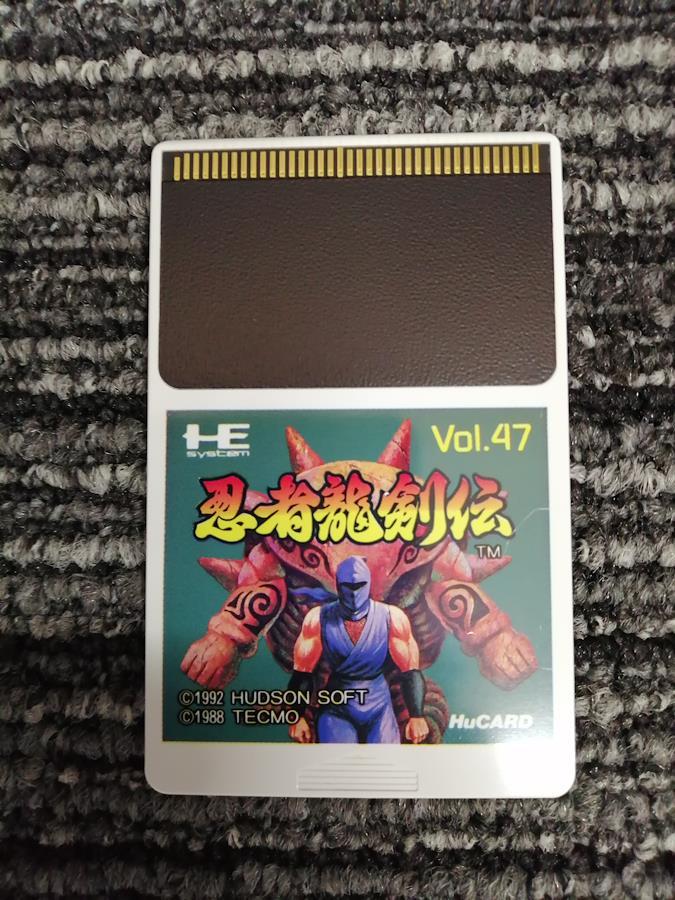 HE
system
Vol.47
忍者龍剣伝
TM
©1992 HUDSON SOFT
©1988 TECMO
HuCARD